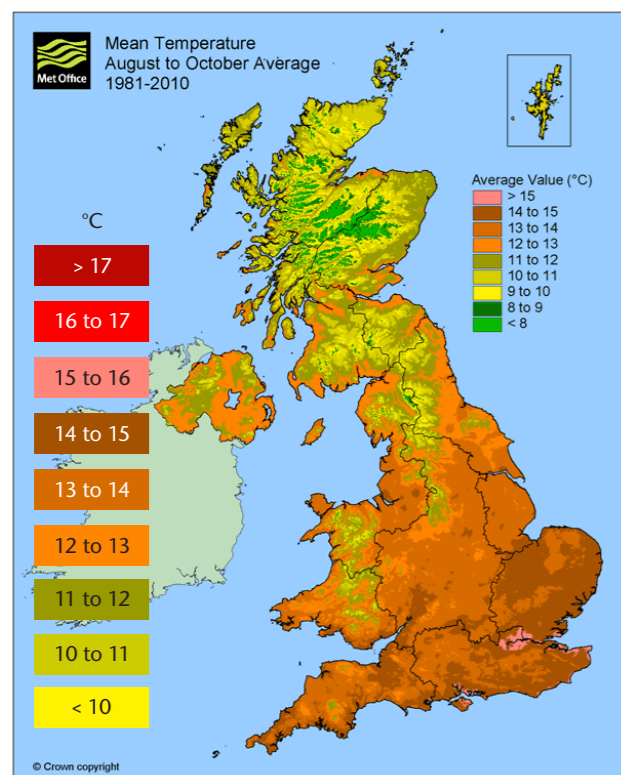 Met Office
Mean Temperature
August to October Average
1981-2010
Average Value (°C)
> 15
14 to 15
13 to 14
12 to 13
11 to 12
10 to 11
9 to 10
8 to 9
< 8
°C
> 17
16 to 17
15 to 16
14 to 15
13 to 14
12 to 13
11 to 12
10 to 11
< 10
© Crown copyright